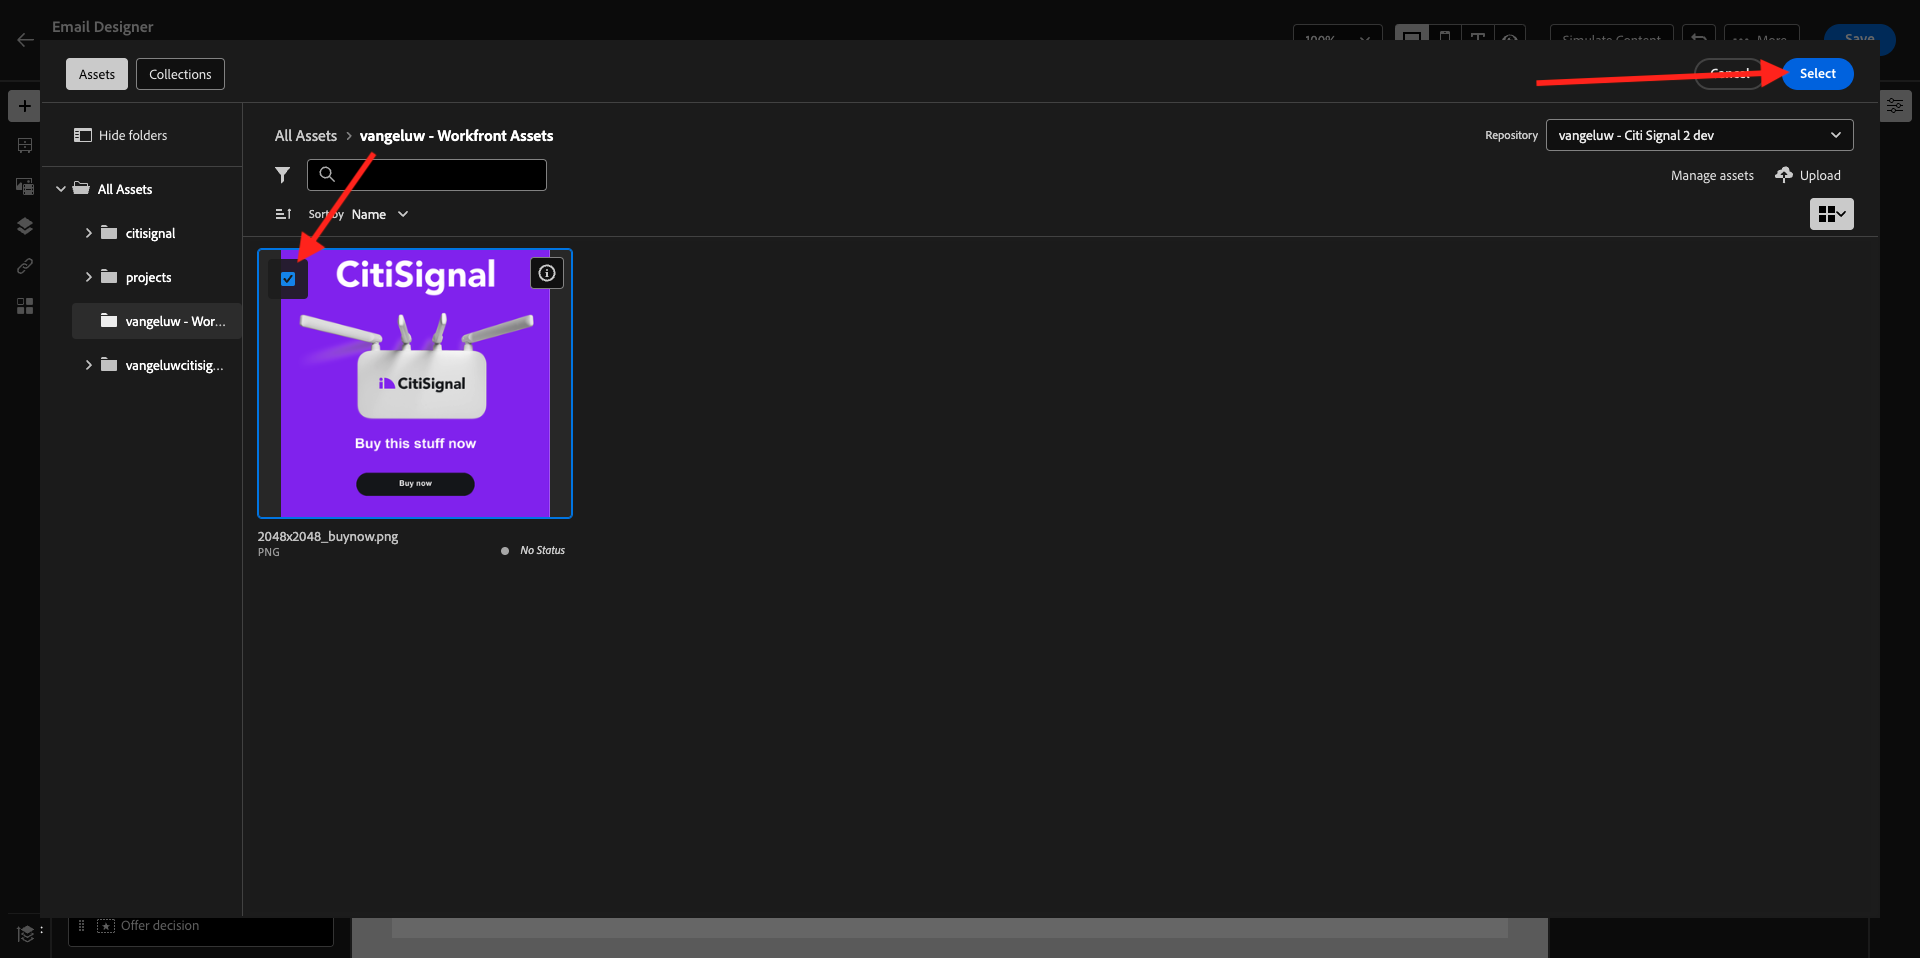 Email Designer
100%
Simulate Content
More
Save
Assets
Collections
Cancel
Select
Hide folders
All Assets > vangeluw - Workfront Assets
Repository
vangeluw - Citi Signal 2 dev
Manage assets
Upload
All Assets
Sort by Name
citisignal
projects
vangeluw - Wor...
vangeluwcitisig...
CitiSignal
CitiSignal
Buy this stuff now
Buy now
2048x2048_buynow.png
PNG
No Status
Offer decision